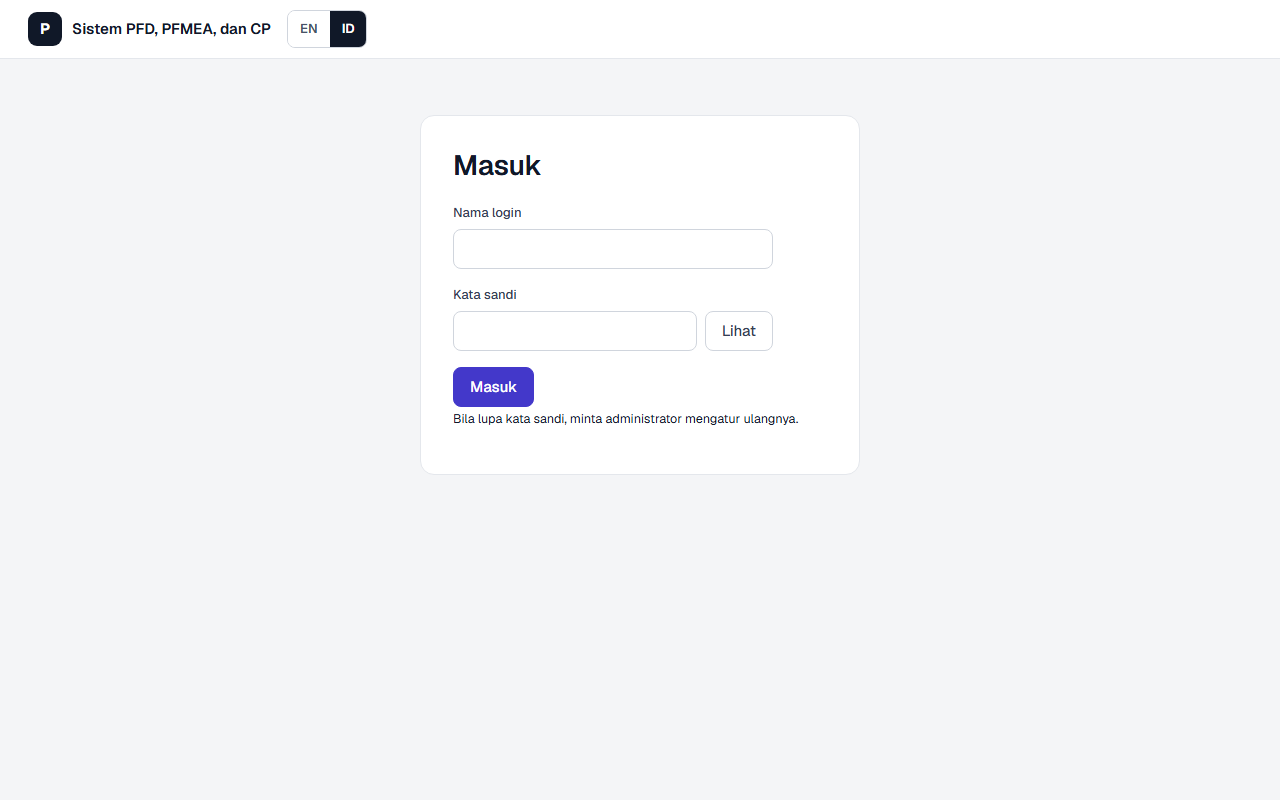 P
Sistem PFD, PFMEA, dan CP
EN
ID
Masuk
Nama login
Kata sandi
Lihat
Masuk
Bila lupa kata sandi, minta administrator mengatur ulangnya.